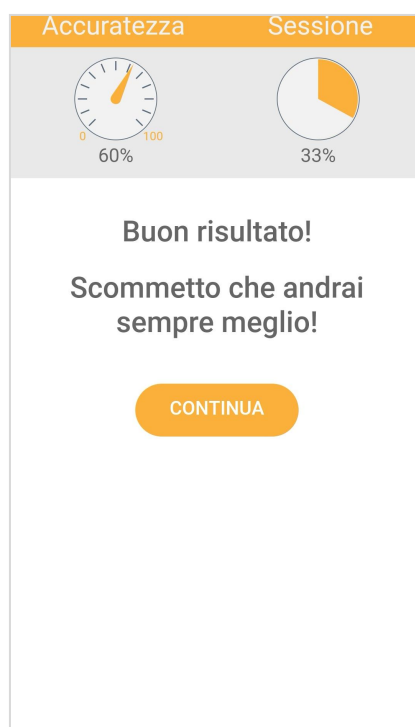 Accuratezza
Sessione
0
100
60%
33%
Buon risultato!
Scommetto che andrai
sempre meglio!
CONTINUA